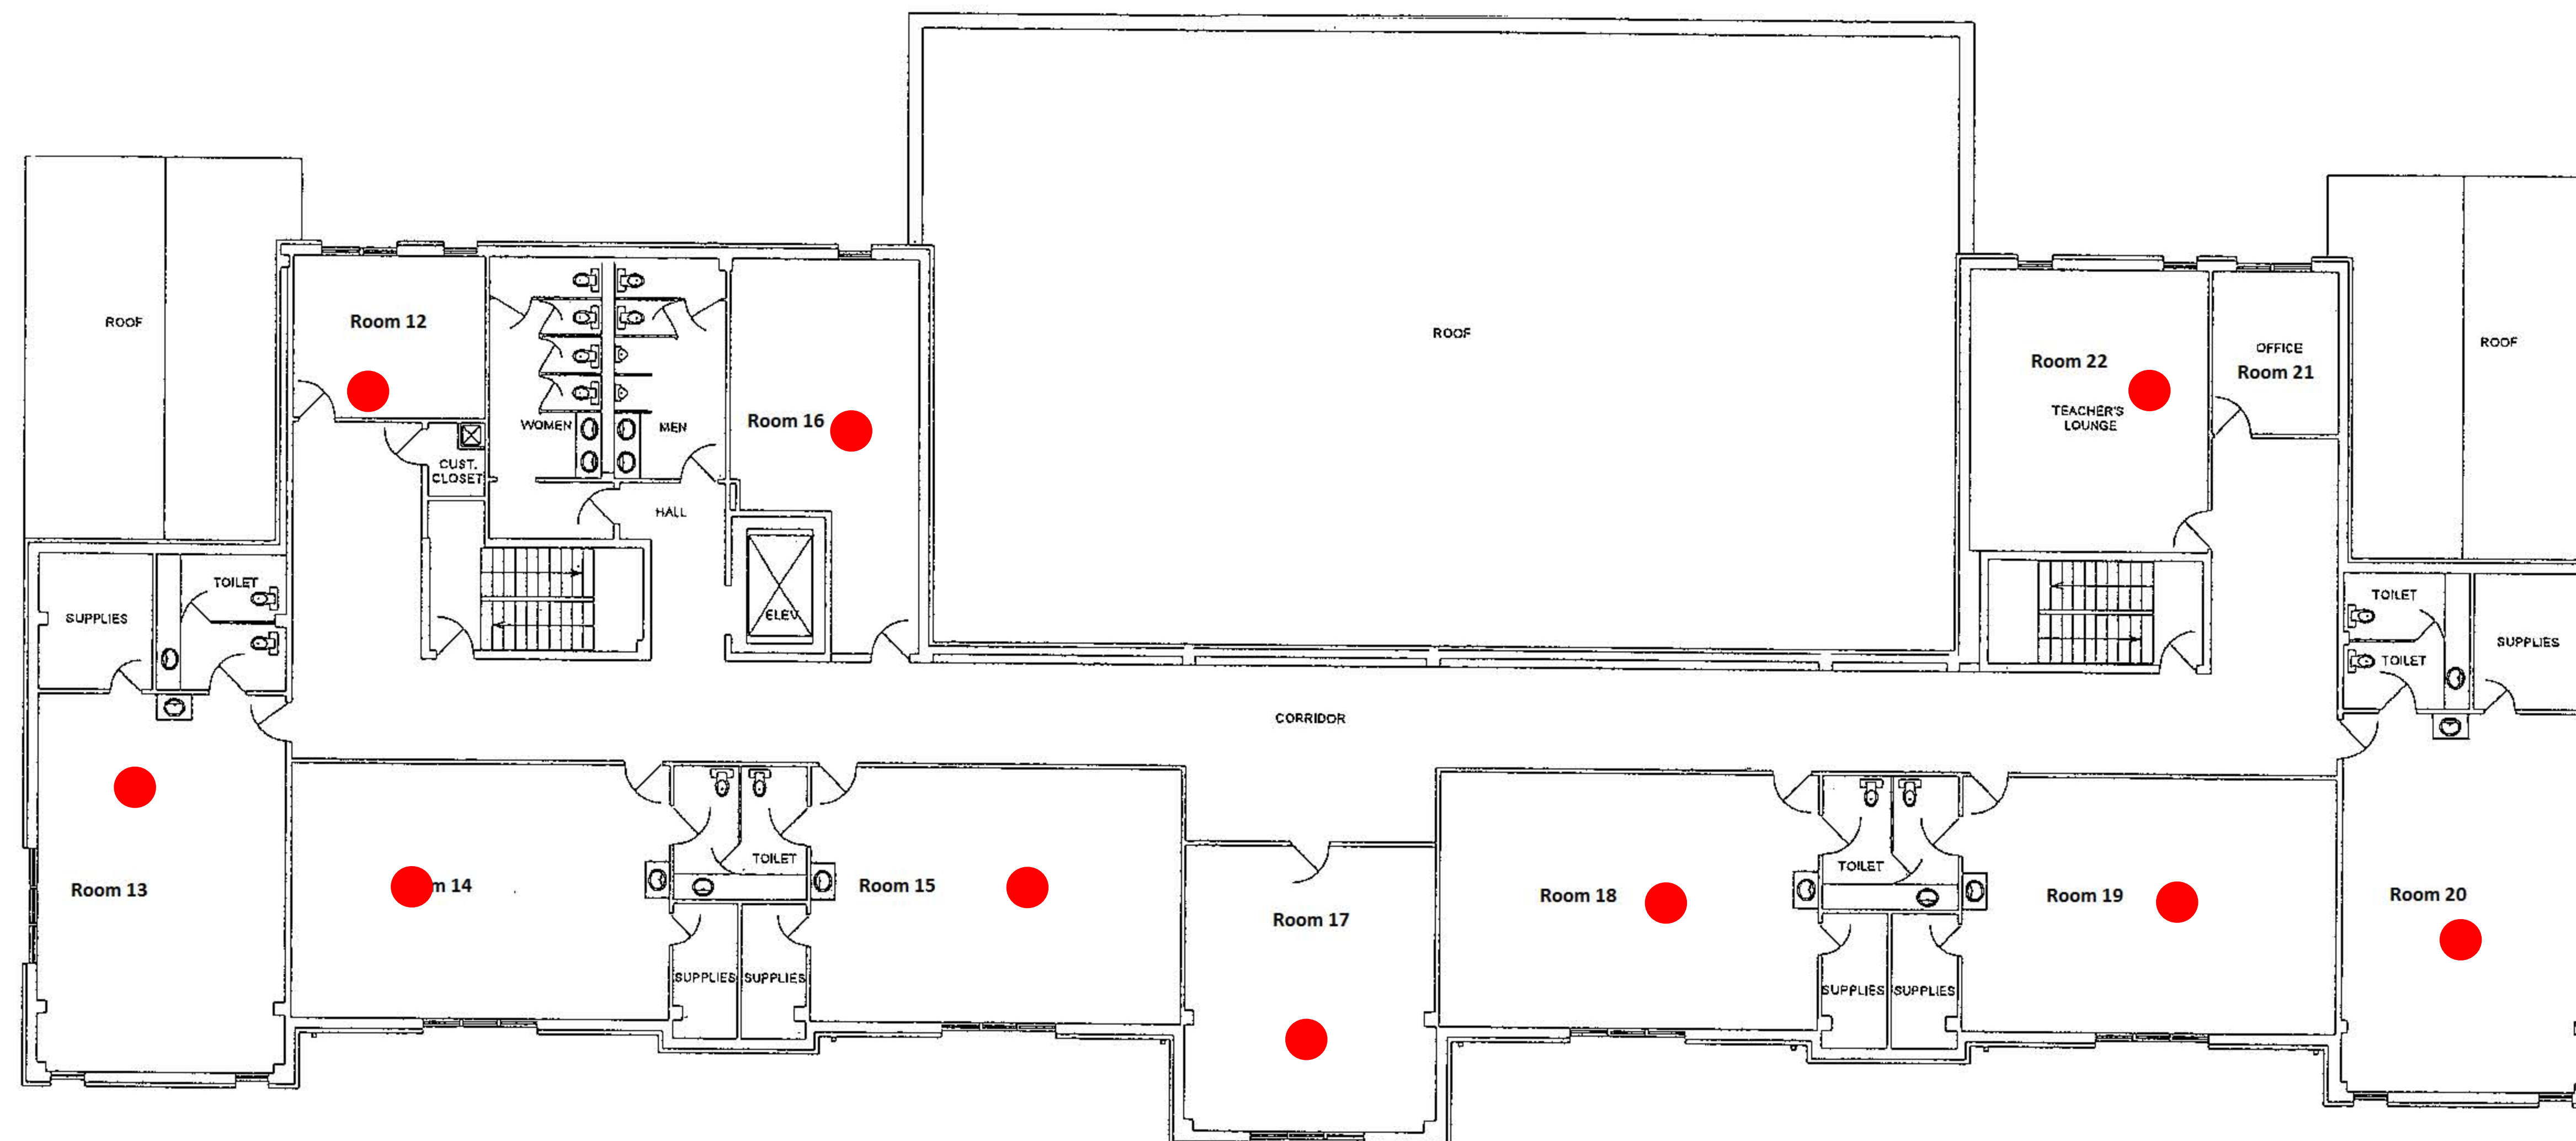 ROOF
Room 12
WOMEN
MEN
Room 16
CUST.
CLOSET
HALL
ELEV.
ROOF
Room 22
TEACHER'S
LOUNGE
OFFICE
Room 21
ROOF
SUPPLIES
TOILET
TOILET
TOILET
SUPPLIES
CORRIDOR
Room 13
m 14
TOILET
SUPPLIES
SUPPLIES
Room 15
Room 17
Room 18
TOILET
SUPPLIES
SUPPLIES
Room 19
Room 20